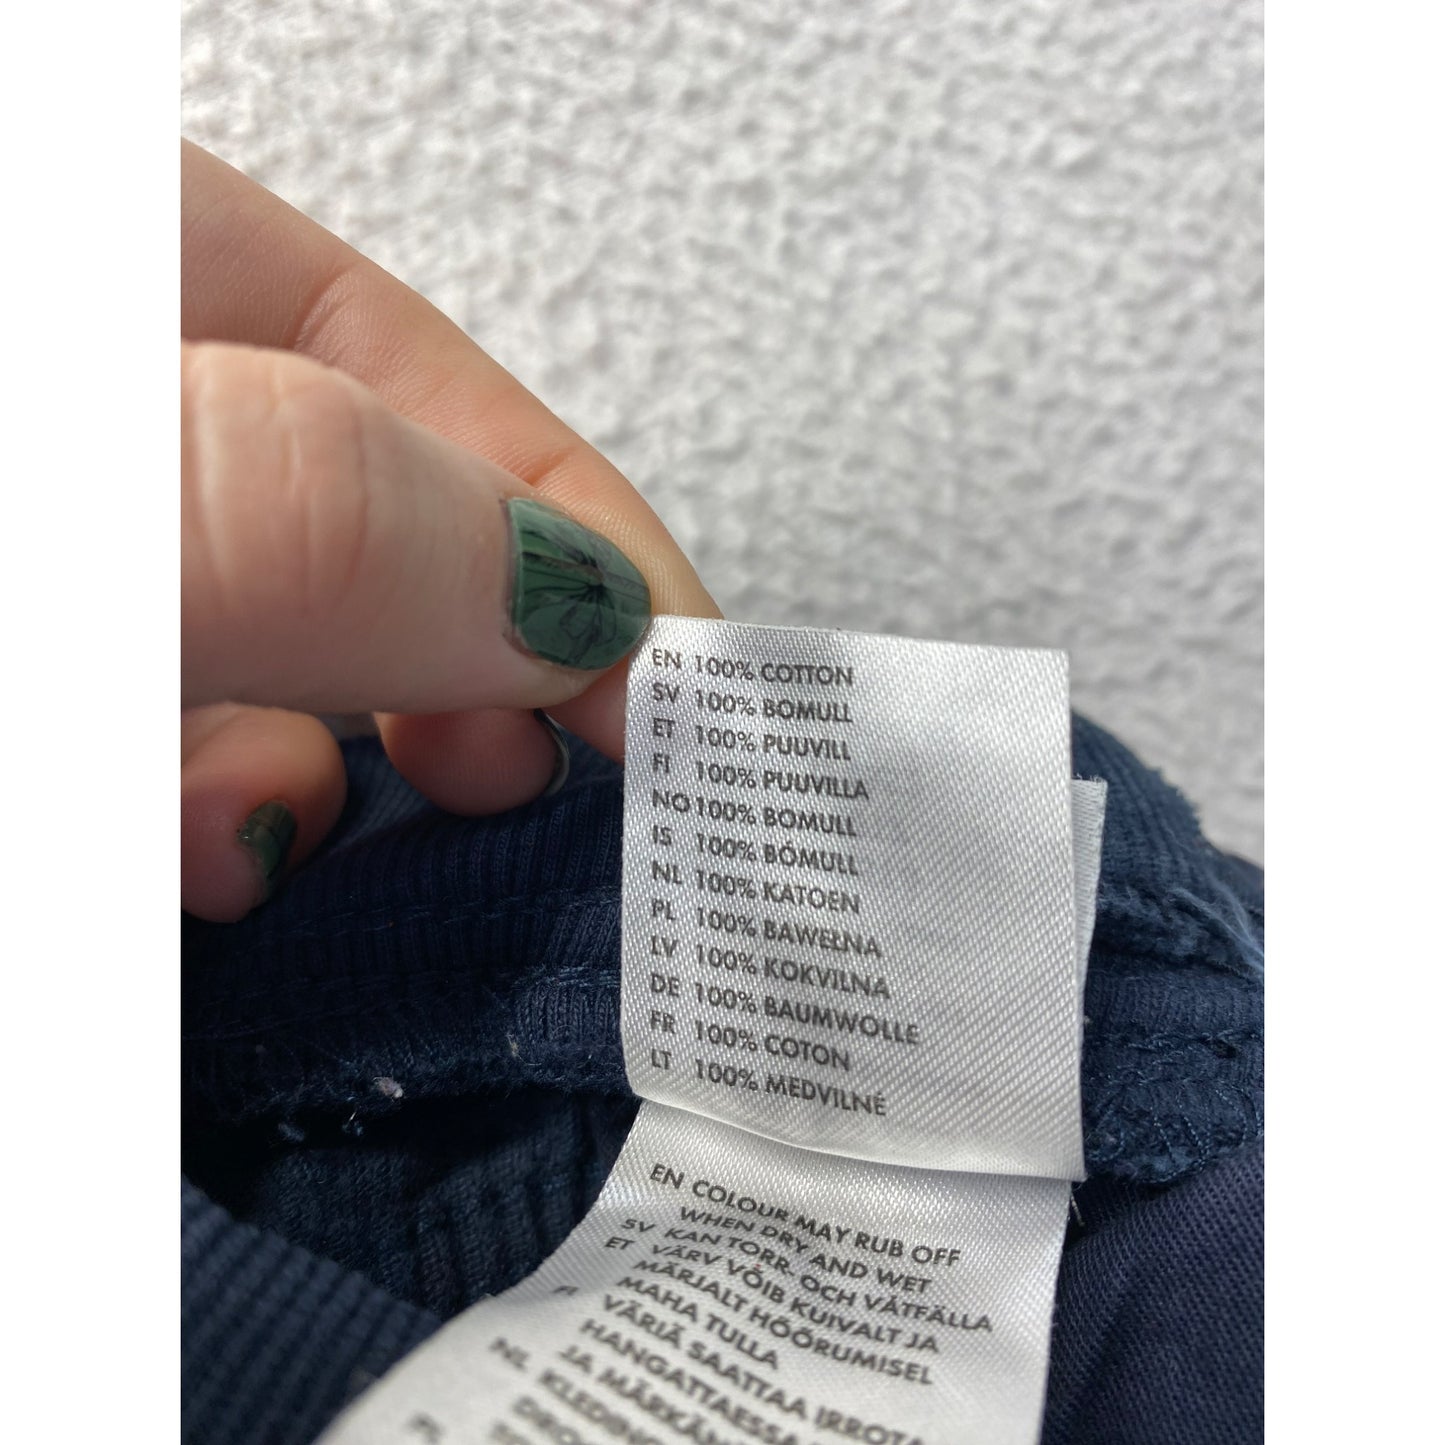 EN 100% COTTON
SV 100% BOMULL
ET 100% PUUVILL
FI 100% PUUVILLA
NO 100% BOMULL
IS 100% BÓMULL
NL 100% KATOEN
PL 100% BAWEŁNA
LV 100% KOKVILNA
DE 100% BAUMWOLLE
FR 100% COTON
LT 100% MEDVILNÉ
EN COLOUR MAY RUB OFF
WHEN DRY AND WET
SV KAN TORR- OCH VÅTFÄLLA
ET VÄRV VÕIB KUIVALT JA
MÄRJALT HÕÕRUMISEL
MAHA TULLA
FI VÄRIÄ SAATTAA IRROTA
HANGATTAESSA
JA MÄRKÄN
NL